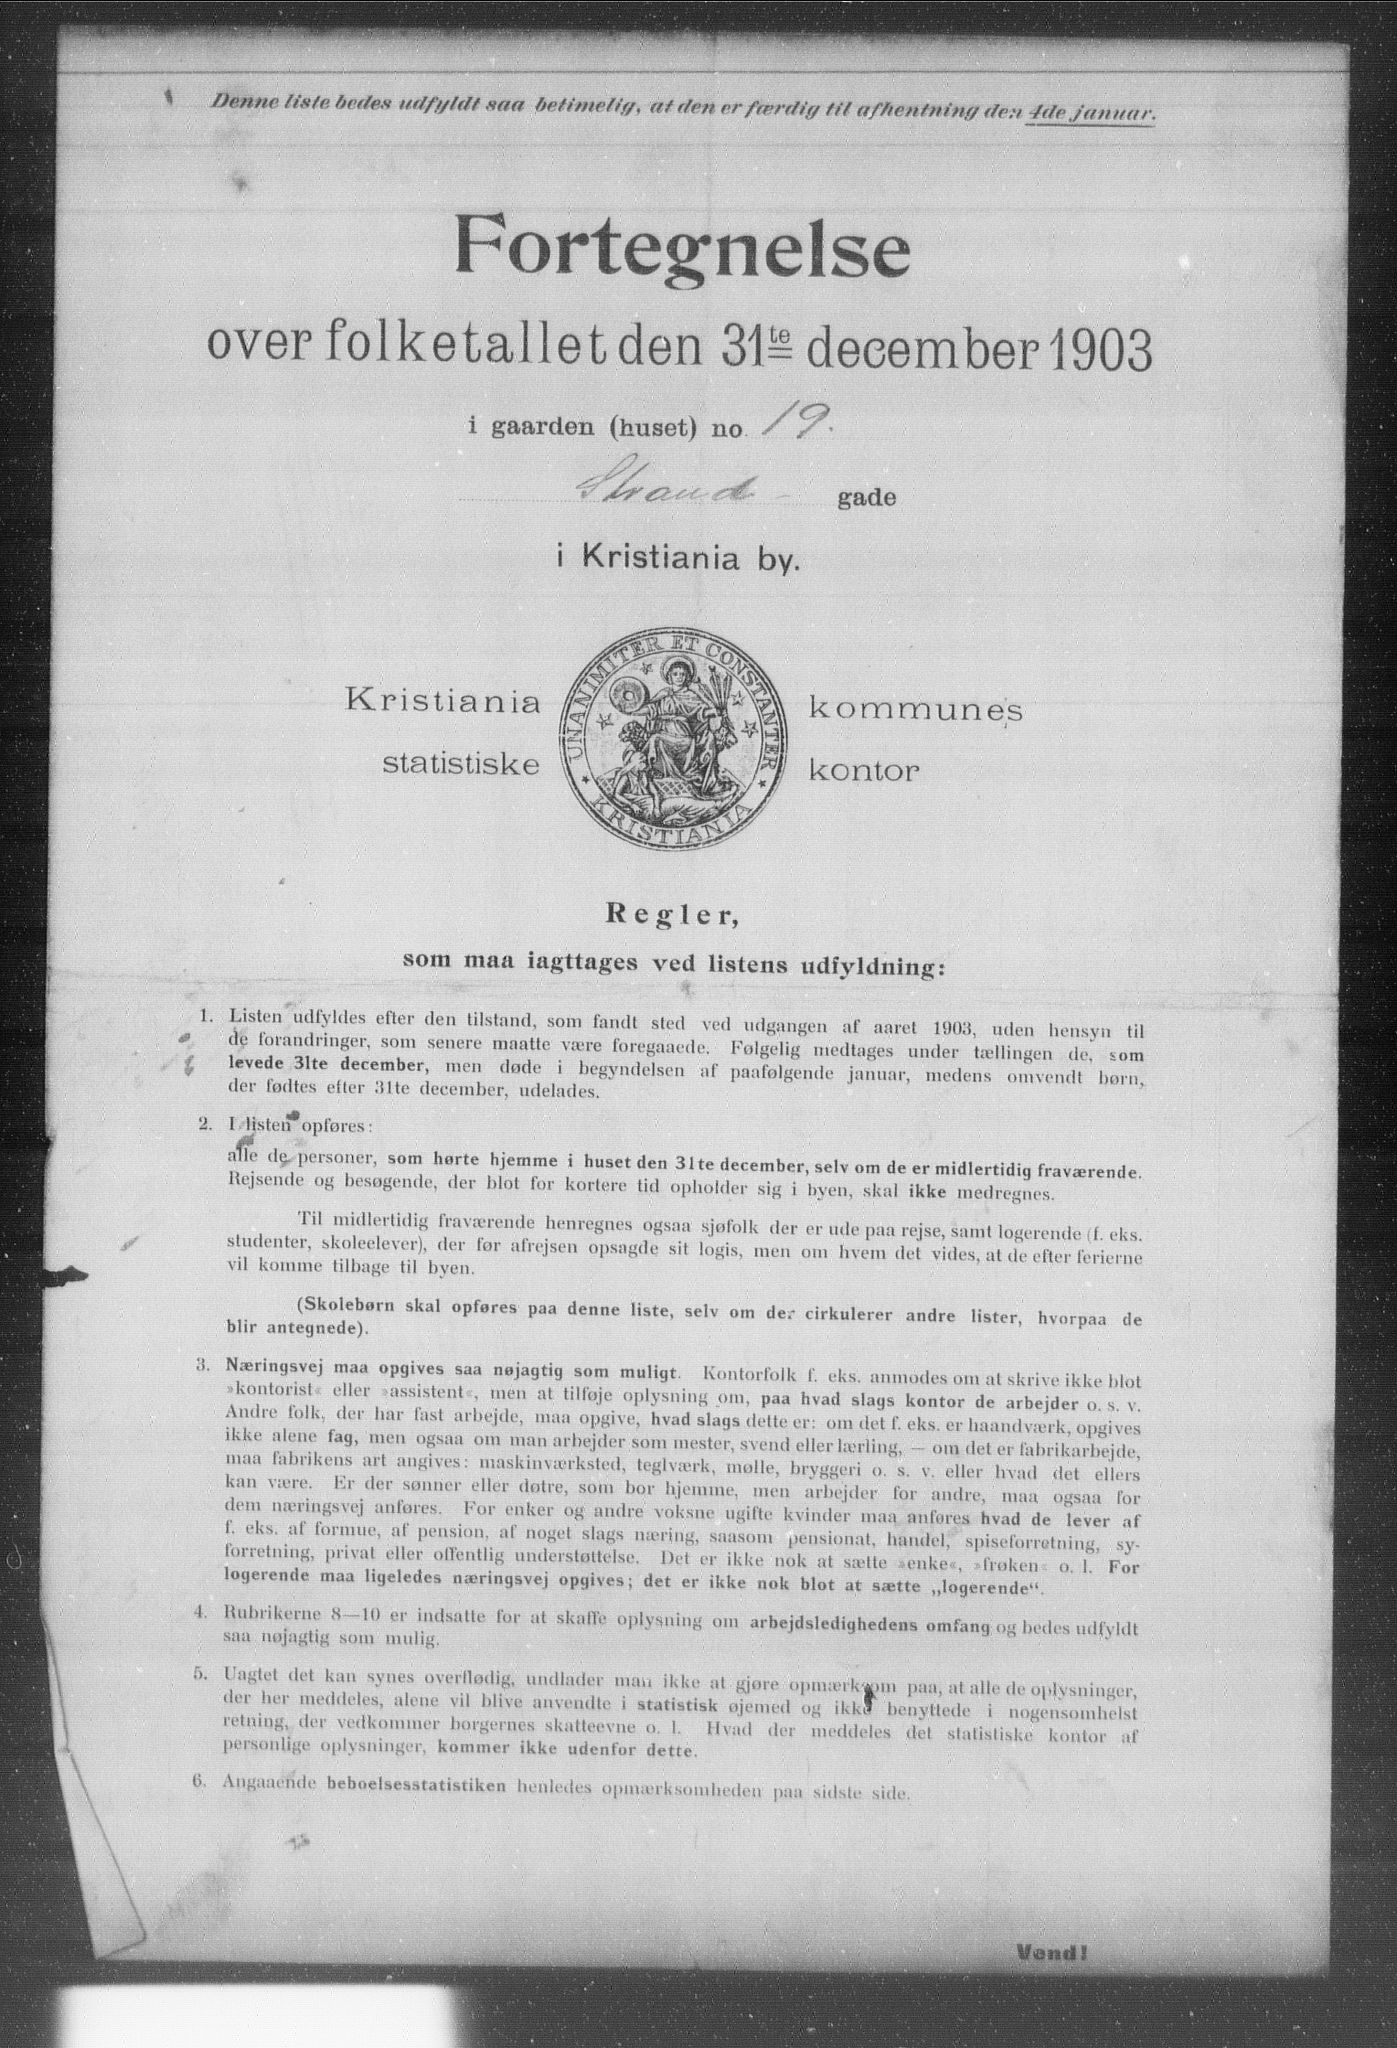 Denne liste bedes udfyldt saa betimelig, at den er færdig til afhentning den 4de januar.
Fortegnelse
over folketallet den 31te december 1903
i gaarden (huset) no. 19.
Strand- gade
i Kristiania by.
UNANIMITER ET CONSTANTER
KRISTIANIA
Kristiania kommunes
statistiske kontor
Regler,
som maa iagttages ved listens udfyldning:
1. Listen udfyldes efter den tilstand, som fandt sted ved udgangen af aaret 1903, uden hensyn til
de forandringer, som senere maatte være foregaaede. Følgelig medtages under tællingen de, som
levede 31te december, men døde i begyndelsen af paafølgende januar, medens omvendt børn,
der fødtes efter 31te december, udelades.
2. I listen opføres:
alle de personer, som hørte hjemme i huset den 31te december, selv om de er midlertidig fraværende.
Rejsende og besøgende, der blot for kortere tid opholder sig i byen, skal ikke medregnes.
Til midlertidig fraværende henregnes ogsaa sjøfolk der er ude paa rejse, samt logerende (f. eks.
studenter, skoleelever), der før afrejsen opsagde sit logis, men om hvem det vides, at de efter ferierne
vil komme tilbage til byen.
(Skolebørn skal opføres paa denne liste, selv om der cirkulerer andre lister, hvorpaa de
blir antegnede).
3. Næringsvej maa opgives saa nøjagtig som muligt. Kontorfolk f. eks. anmodes om at skrive ikke blot
»kontorist« eller »assistent«, men at tilføje oplysning om, paa hvad slags kontor de arbejder o. s. v.
Andre folk, der har fast arbejde, maa opgive, hvad slags dette er: om det f. eks. er haandværk, opgives
ikke alene fag, men ogsaa om man arbejder som mester, svend eller lærling, — om det er fabrikarbejde,
maa fabrikens art angives: maskinværksted, teglværk, mølle, bryggeri o. s. v. eller hvad det ellers
kan være. Er der sønner eller døtre, som bor hjemme, men arbejder for andre, maa ogsaa for
dem næringsvej anføres. For enker og andre voksne ugifte kvinder maa anføres hvad de lever af
f. eks. af formue, af pension, af noget slags næring, saasom pensionat, handel, spiseforretning, sy-
forretning, privat eller offentlig understøttelse. Det er ikke nok at sætte »enke«, »frøken« o. l. For
logerende maa ligeledes næringsvej opgives; det er ikke nok blot at sætte „logerende“.
4. Rubrikerne 8—10 er indsatte for at skaffe oplysning om arbejdsledighedens omfang og bedes udfyldt
saa nøjagtig som mulig.
5. Uagtet det kan synes overflødig, undlader man ikke at gjøre opmærksom paa, at alle de oplysninger,
der her meddeles, alene vil blive anvendte i statistisk øjemed og ikke benyttede i nogensomhelst
retning, der vedkommer borgernes skatteevne o. l. Hvad der meddeles det statistiske kontor af
personlige oplysninger, kommer ikke udenfor dette.
6. Angaaende beboelsesstatistiken henledes opmærksomheden paa sidste side.
Vend!